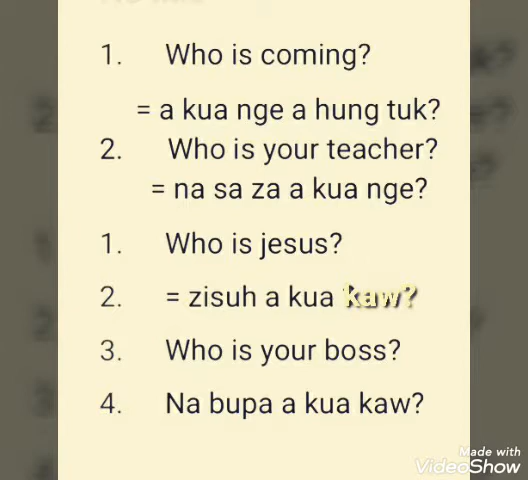 1. Who is coming?
= a kua nge a hung tuk?
2. Who is your teacher?
= na sa za a kua nge?
1. Who is jesus?
2. = zisuh a kua kaw?
3. Who is your boss?
4. Na bupa a kua kaw?
Made with
VideoShow